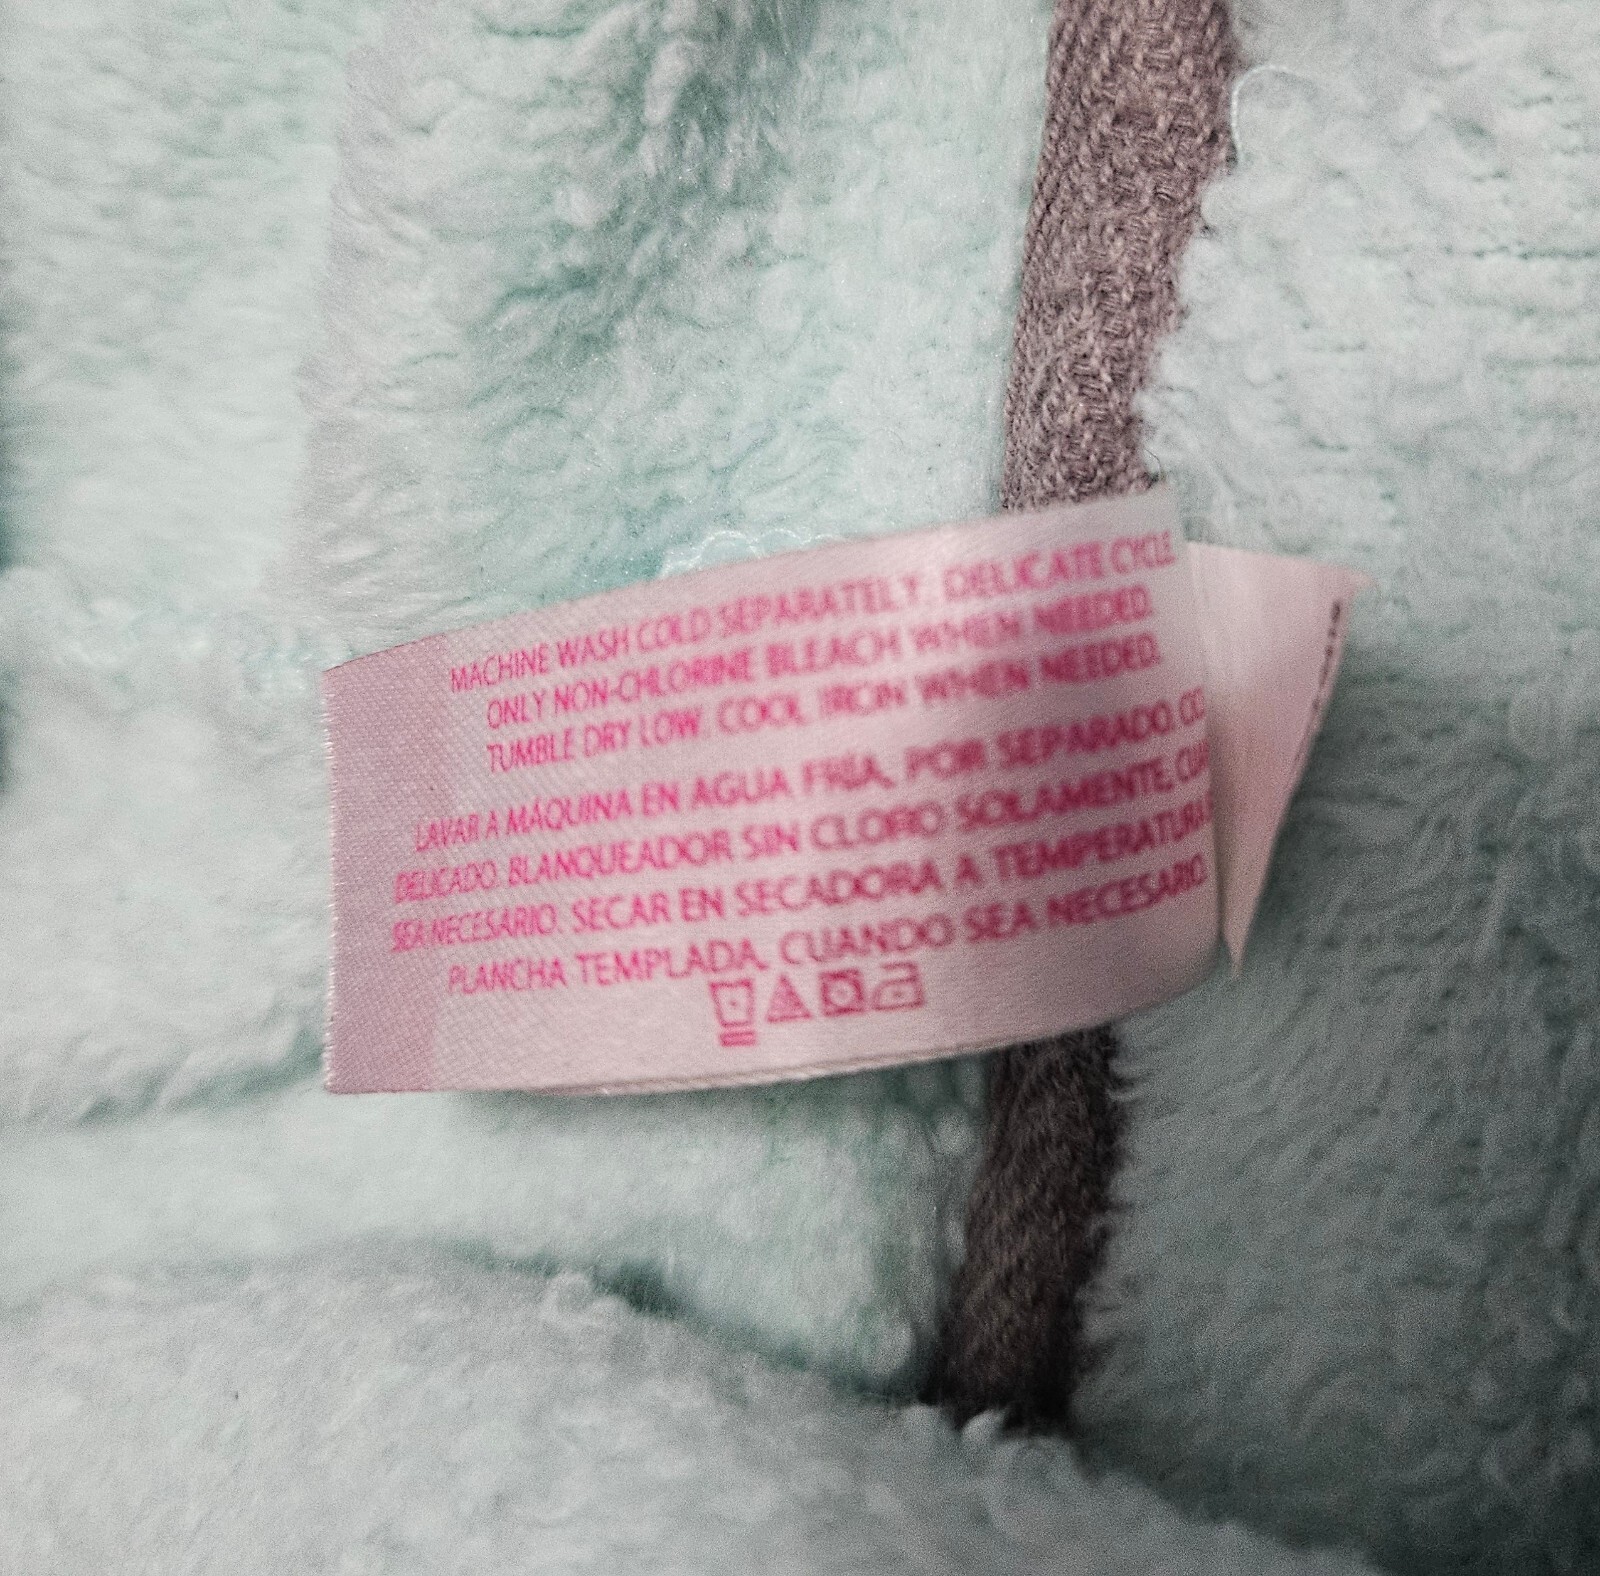 MACHINE WASH COLD SEPARATELY. DELICATE CYCLE.
ONLY NON-CHLORINE BLEACH WHEN NEEDED.
TUMBLE DRY LOW. COOL IRON WHEN NEEDED.
LAVAR A MÁQUINA EN AGUA FRÍA, POR SEPARADO.
DELICADO. BLANQUEADOR SIN CLORO SOLAMENTE,
SEA NECESARIO. SECAR EN SECADORA A TEMPERATURA
PLANCHA TEMPLADA, CUANDO SEA NECESARIO.